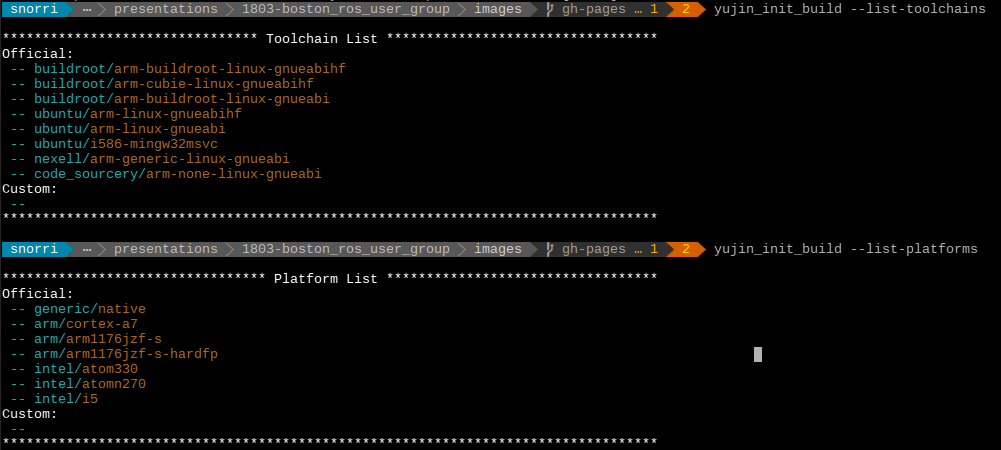 snorri … presentations 1803-boston_ros_user_group images gh-pages … 1 2 yujin_init_build --list-toolchains
******************************** Toolchain List **********************************
Official:
-- buildroot/arm-buildroot-linux-gnueabihf
-- buildroot/arm-cubie-linux-gnueabihf
-- buildroot/arm-buildroot-linux-gnueabi
-- ubuntu/arm-linux-gnueabihf
-- ubuntu/arm-linux-gnueabi
-- ubuntu/i586-mingw32msvc
-- nexell/arm-generic-linux-gnueabi
-- code_sourcery/arm-none-linux-gnueabi
Custom:
--
**********************************************************************************
snorri … presentations 1803-boston_ros_user_group images gh-pages … 1 2 yujin_init_build --list-platforms
********************************* Platform List **********************************
Official:
-- generic/native
-- arm/cortex-a7
-- arm/arm1176jzf-s
-- arm/arm1176jzf-s-hardfp
-- intel/atom330
-- intel/atomn270
-- intel/i5
Custom:
--
**********************************************************************************